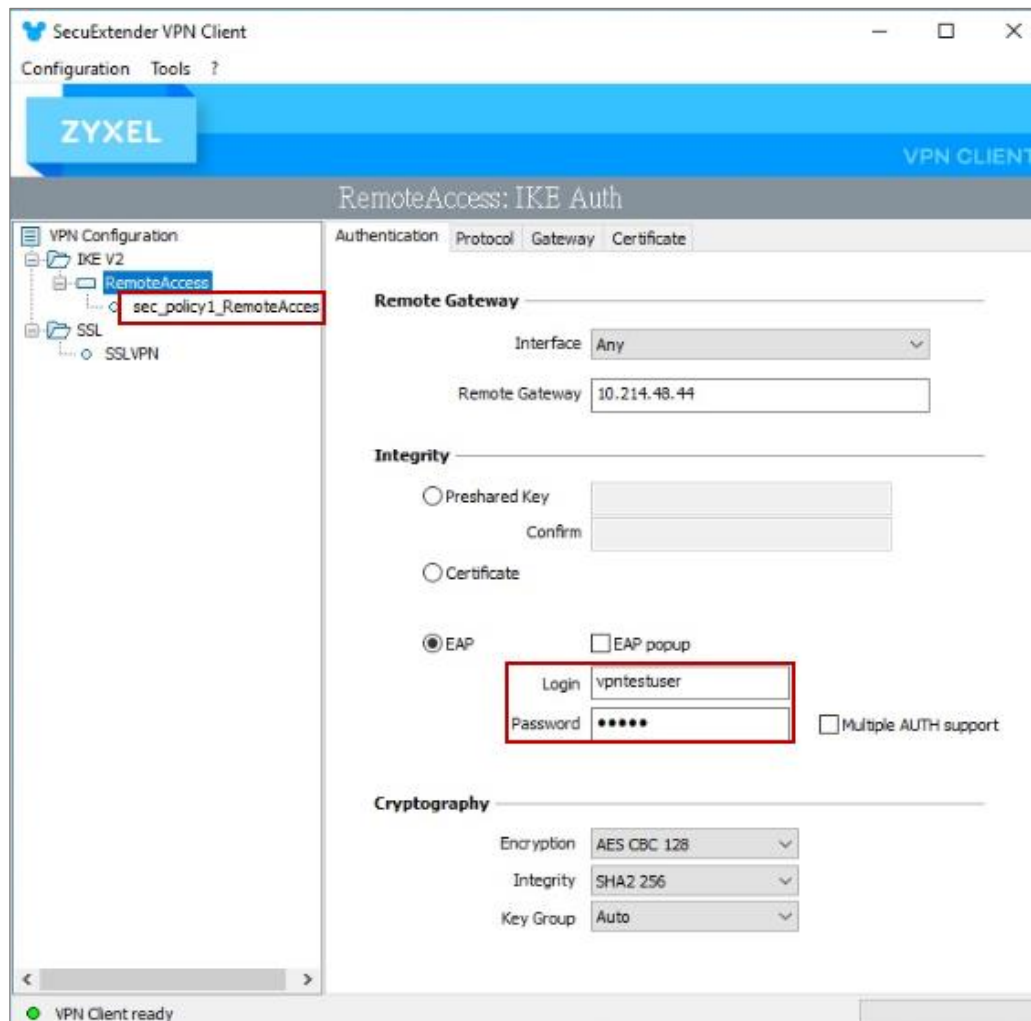 SecuExtender VPN Client
Configuration Tools ?
ZYXEL
VPN CLIENT
RemoteAccess: IKE Auth
VPN Configuration
IKE V2
RemoteAccess
sec_policy1_RemoteAcces
SSL
SSLVPN
Authentication Protocol Gateway Certificate
Remote Gateway
Interface Any
Remote Gateway 10.214.48.44
Integrity
Preshared Key
Confirm
Certificate
EAP EAP popup
Login vpntestuser
Password ●●●●● Multiple AUTH support
Cryptography
Encryption AES CBC 128
Integrity SHA2 256
Key Group Auto
VPN Client ready